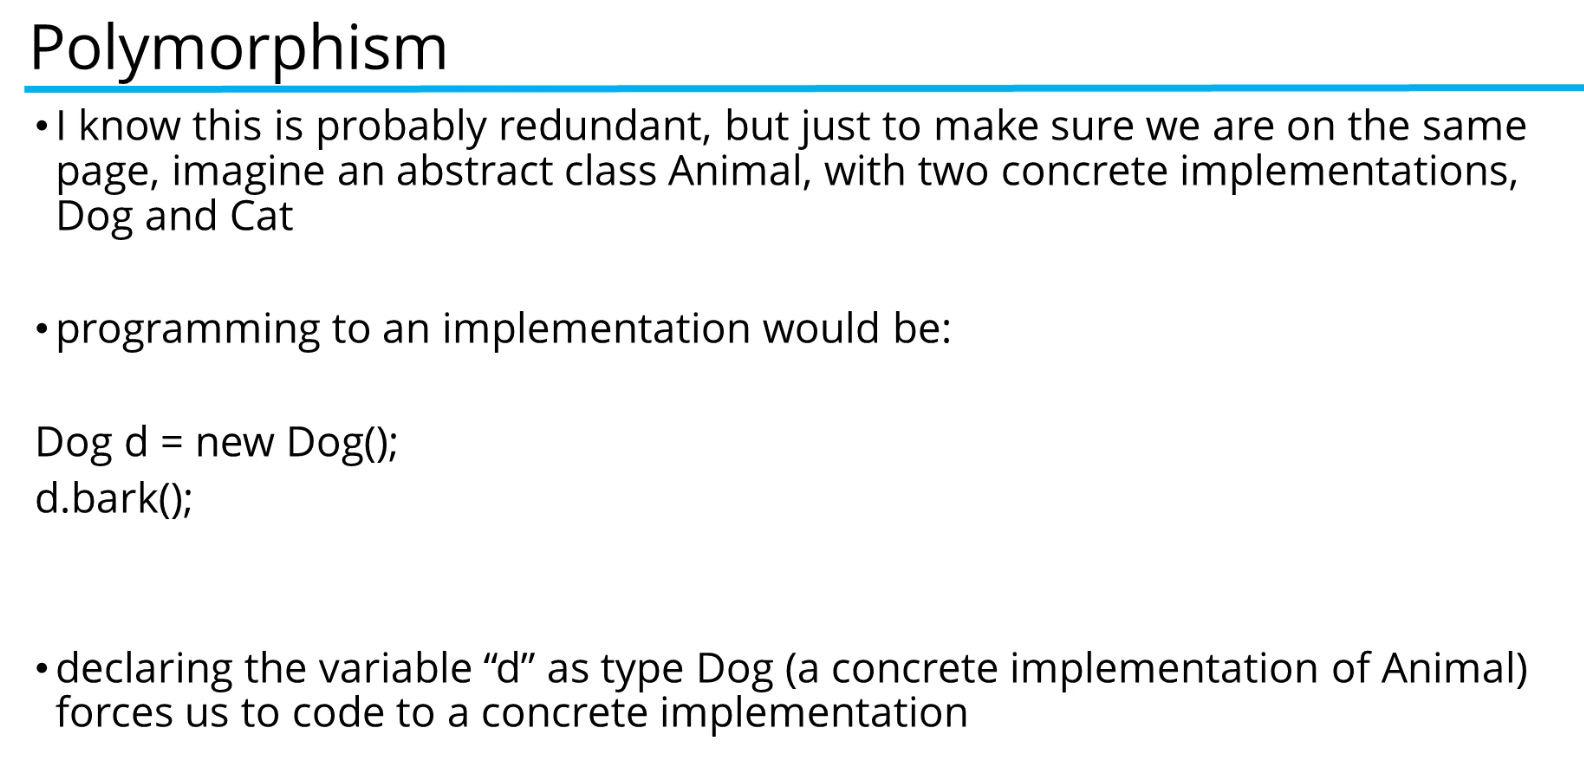 Polymorphism
•I know this is probably redundant, but just to make sure we are on the same
page, imagine an abstract class Animal, with two concrete implementations,
Dog and Cat
•programming to an implementation would be:
Dog d = new Dog();
d.bark();
•declaring the variable “d” as type Dog (a concrete implementation of Animal)
forces us to code to a concrete implementation